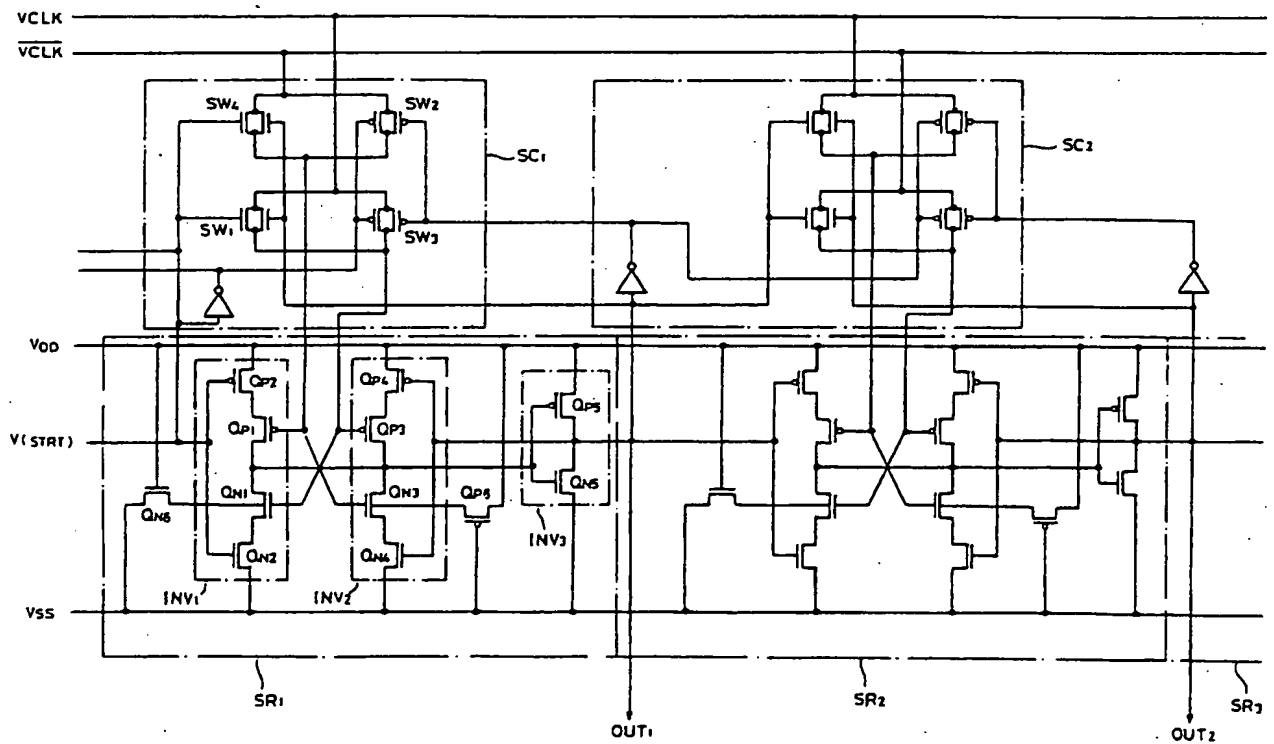 VCLK
VCLK
SW4
SW2
SC1
SC2
SW1
SW3
VDD
QP2
QP4
QP5
V(STRT)
QP1
QP3
QN1
QN3
QP6
QN5
QN6
INV3
QN2
QN4
INV1
INV2
VSS
SR1
SR2
SR3
OUT1
OUT2